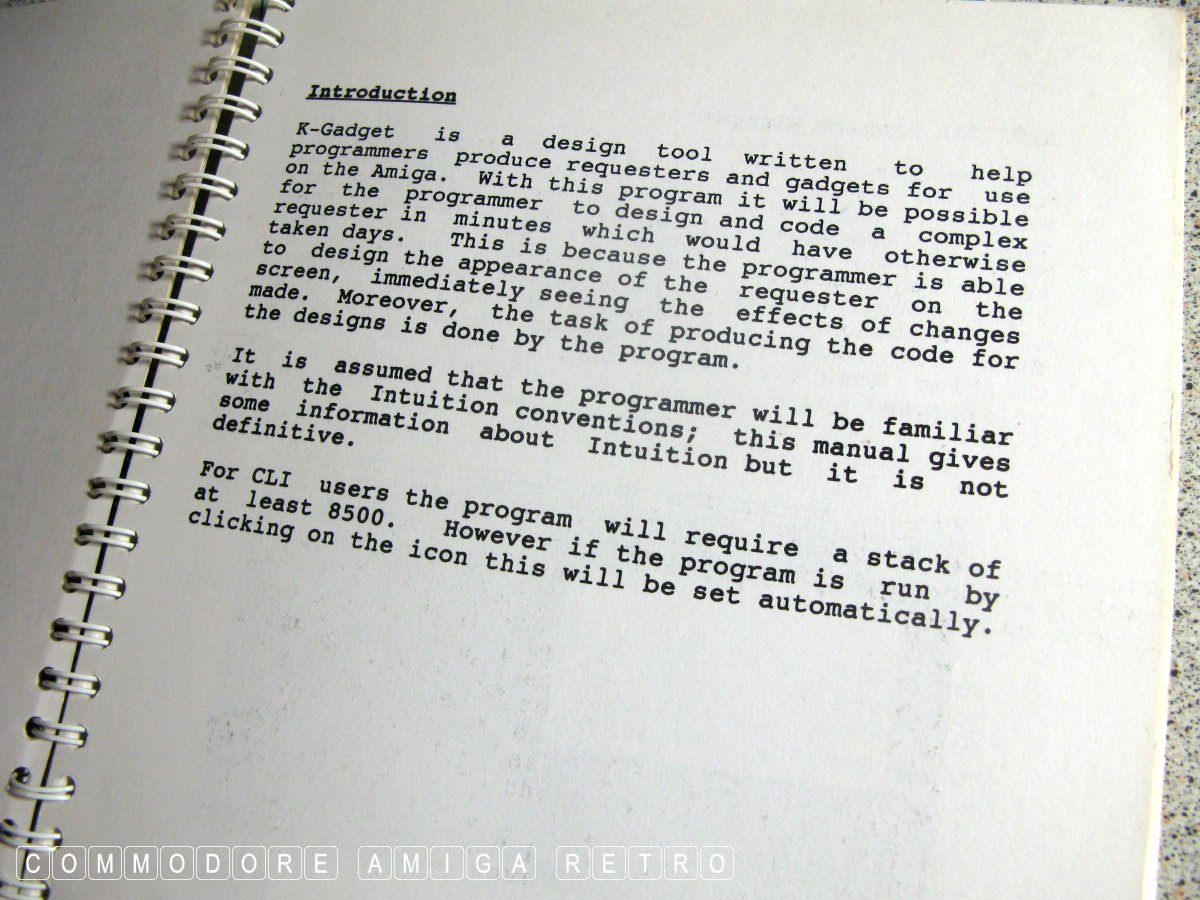 Introduction
K-Gadget is a design tool written to help
programmers produce requesters and gadgets for use
on the Amiga. With this program it will be possible
for the programmer to design and code a complex
requester in minutes which would have otherwise
taken days. This is because the programmer is able
to design the appearance of the requester on the
screen, immediately seeing the effects of changes
made. Moreover, the task of producing the code for
the designs is done by the program.
It is assumed that the programmer will be familiar
with the Intuition conventions; this manual gives
some information about Intuition but it is not
definitive.
For CLI users the program will require a stack of
at least 8500. However if the program is run by
clicking on the icon this will be set automatically.
COMMODORE AMIGA RETRO